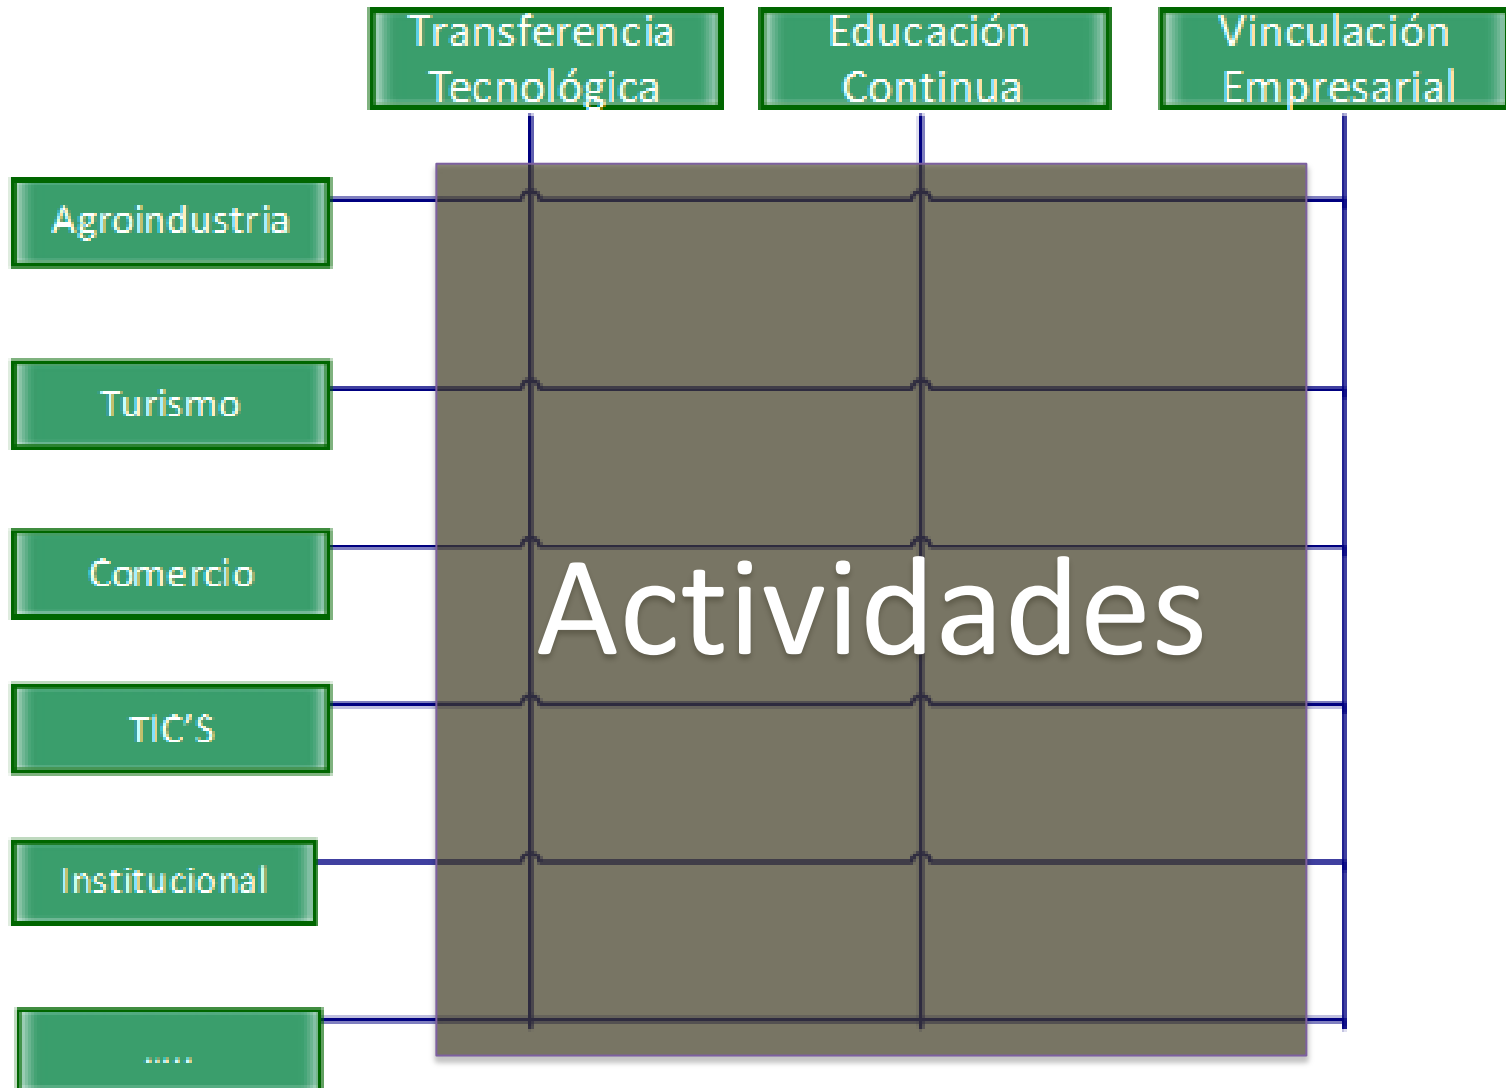 Transferencia
Tecnológica
Educación
Continua
Vinculación
Empresarial
Agroindustria
Turismo
Comercio
Actividades
TIC’S
Institucional
.....